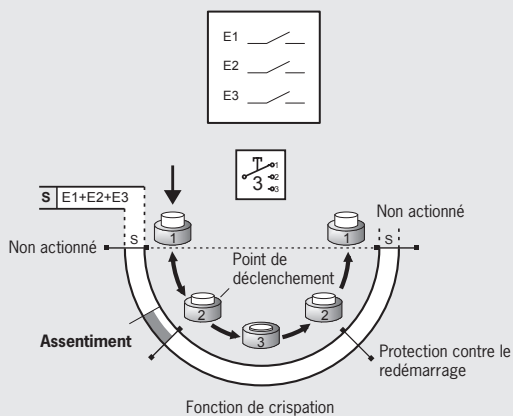 E1
E2
E3
1
2
3
3
S E1+E2+E3
Non actionné
S
1
1
S
Non actionné
Point de
déclenchement
2
2
3
Assentiment
Protection contre le
redémarrage
Fonction de crispation